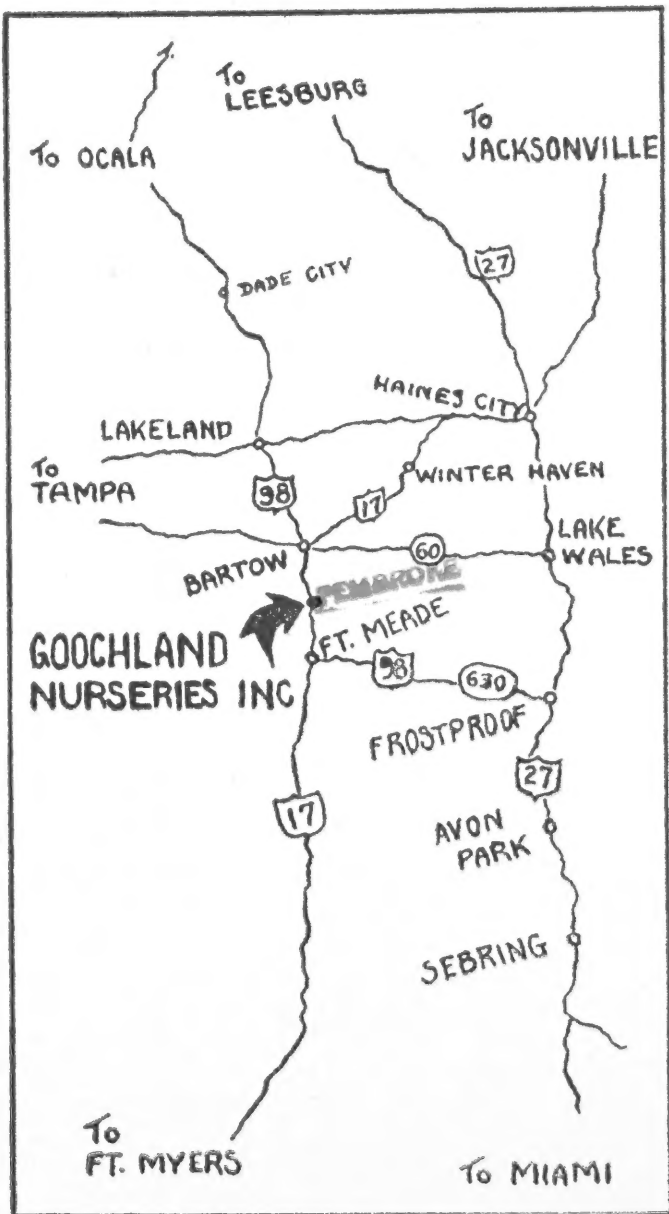 To
LEESBURG
To
JACKSONVILLE
To OCALA
27
DADE CITY
HAINES CITY
LAKELAND
To
TAMPA
98
17
WINTER HAVEN
BARTOW
60
LAKE
WALES
PEMBROKE
GOOCHLAND
NURSERIES INC
FT. MEADE
98
630
FROSTPROOF
27
17
AVON
PARK
SEBRING
To
FT. MYERS
To MIAMI